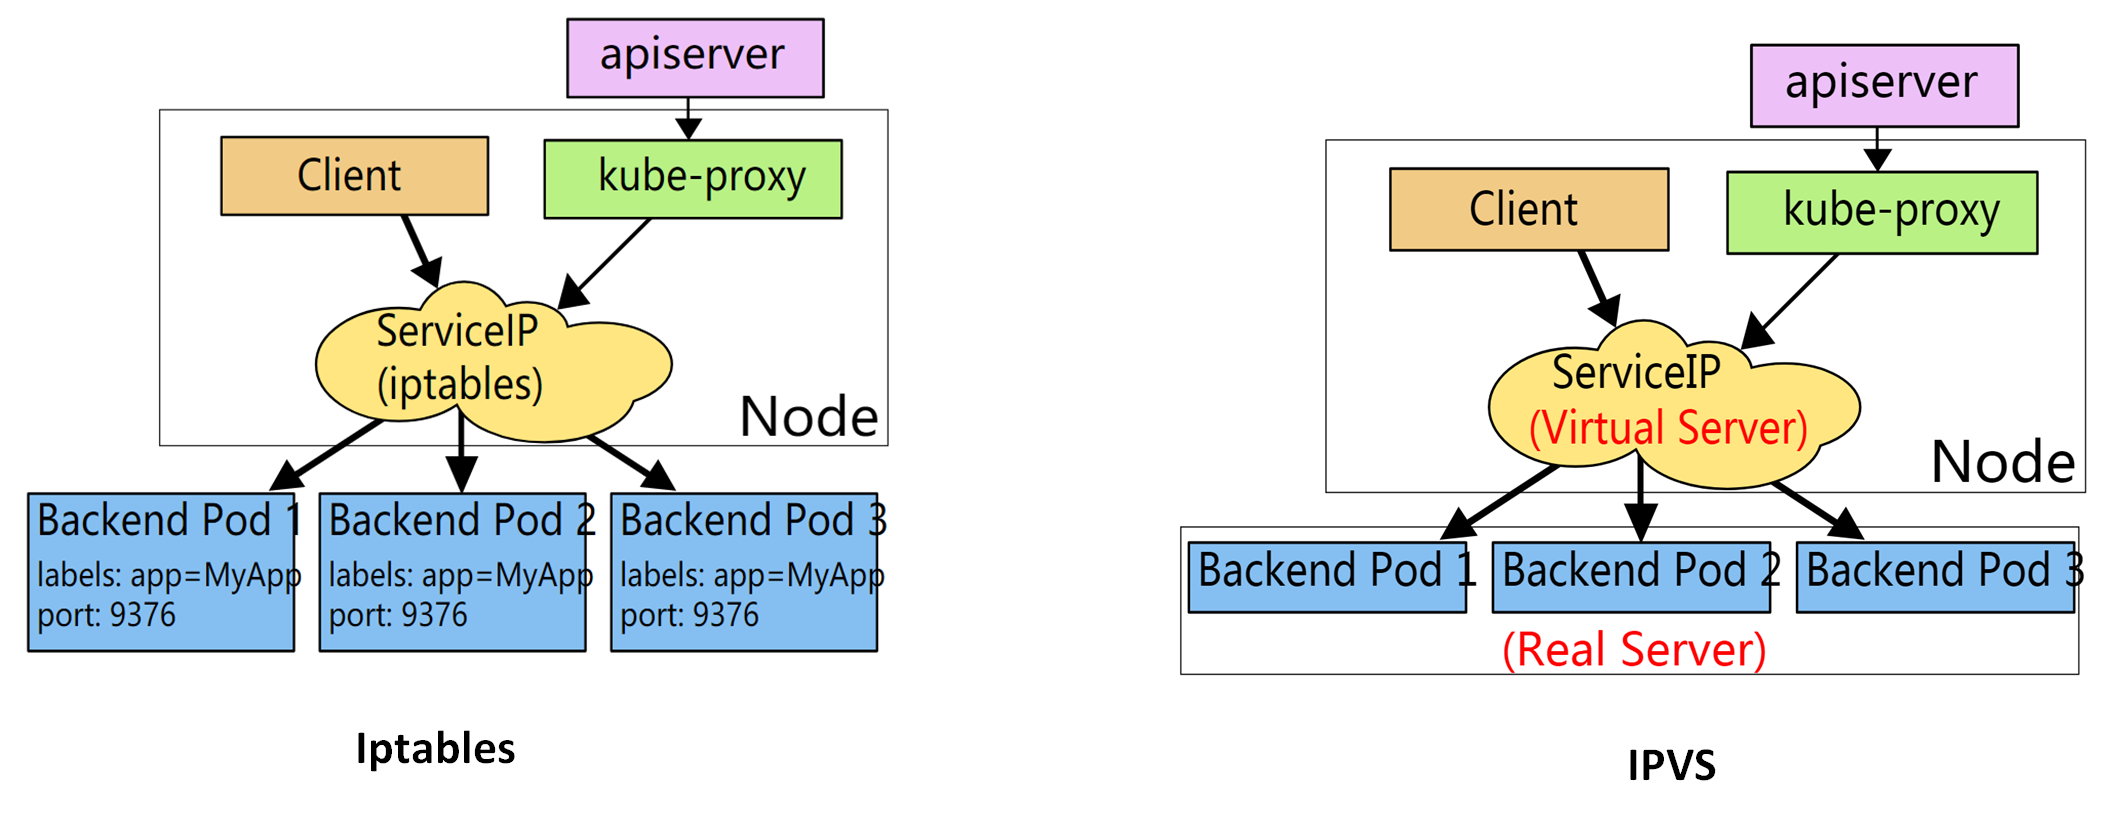 apiserver
Client
kube-proxy
ServiceIP
(iptables)
Node
Backend Pod 1
labels: app=MyApp
port: 9376
Backend Pod 2
labels: app=MyApp
port: 9376
Backend Pod 3
labels: app=MyApp
port: 9376
Iptables
apiserver
Client
kube-proxy
ServiceIP
(Virtual Server)
Node
Backend Pod 1
Backend Pod 2
Backend Pod 3
(Real Server)
IPVS